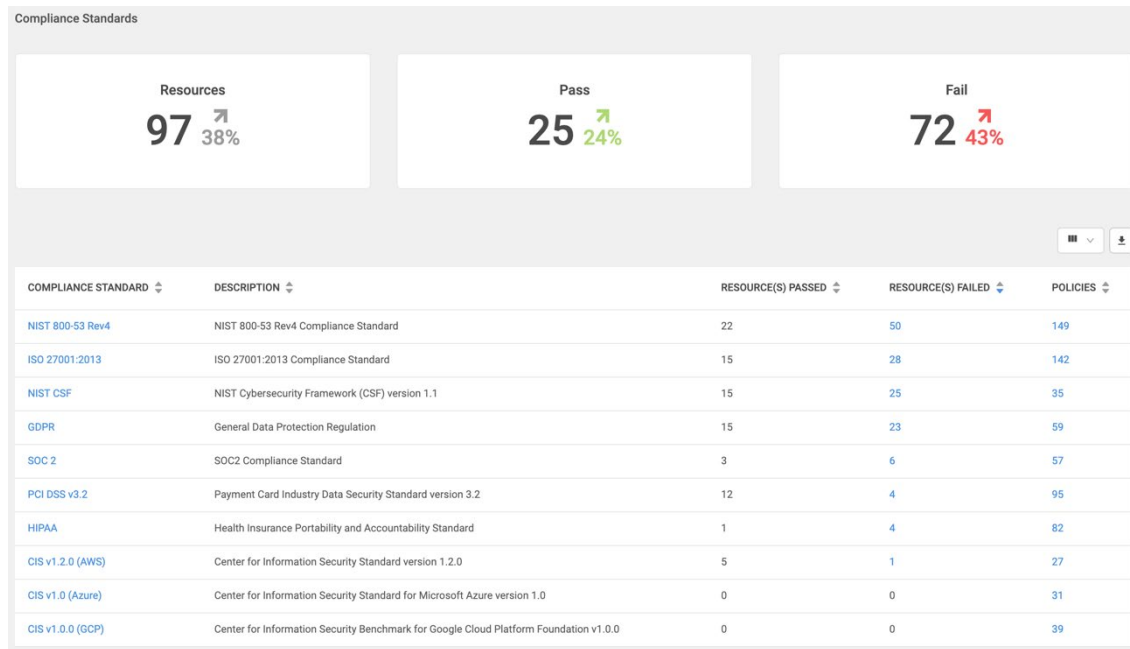 Compliance Standards
Resources
97 38%
Pass
25 24%
Fail
72 43%
COMPLIANCE STANDARD DESCRIPTION RESOURCE(S) PASSED RESOURCE(S) FAILED POLICIES
NIST 800-53 Rev4 NIST 800-53 Rev4 Compliance Standard 22 50 149
ISO 27001:2013 ISO 27001:2013 Compliance Standard 15 28 142
NIST CSF NIST Cybersecurity Framework (CSF) version 1.1 15 25 35
GDPR General Data Protection Regulation 15 23 59
SOC 2 SOC2 Compliance Standard 3 6 57
PCI DSS v3.2 Payment Card Industry Data Security Standard version 3.2 12 4 95
HIPAA Health Insurance Portability and Accountability Standard 1 4 82
CIS v1.2.0 (AWS) Center for Information Security Standard version 1.2.0 5 1 27
CIS v1.0 (Azure) Center for Information Security Standard for Microsoft Azure version 1.0 0 0 31
CIS v1.0.0 (GCP) Center for Information Security Benchmark for Google Cloud Platform Foundation v1.0.0 0 0 39